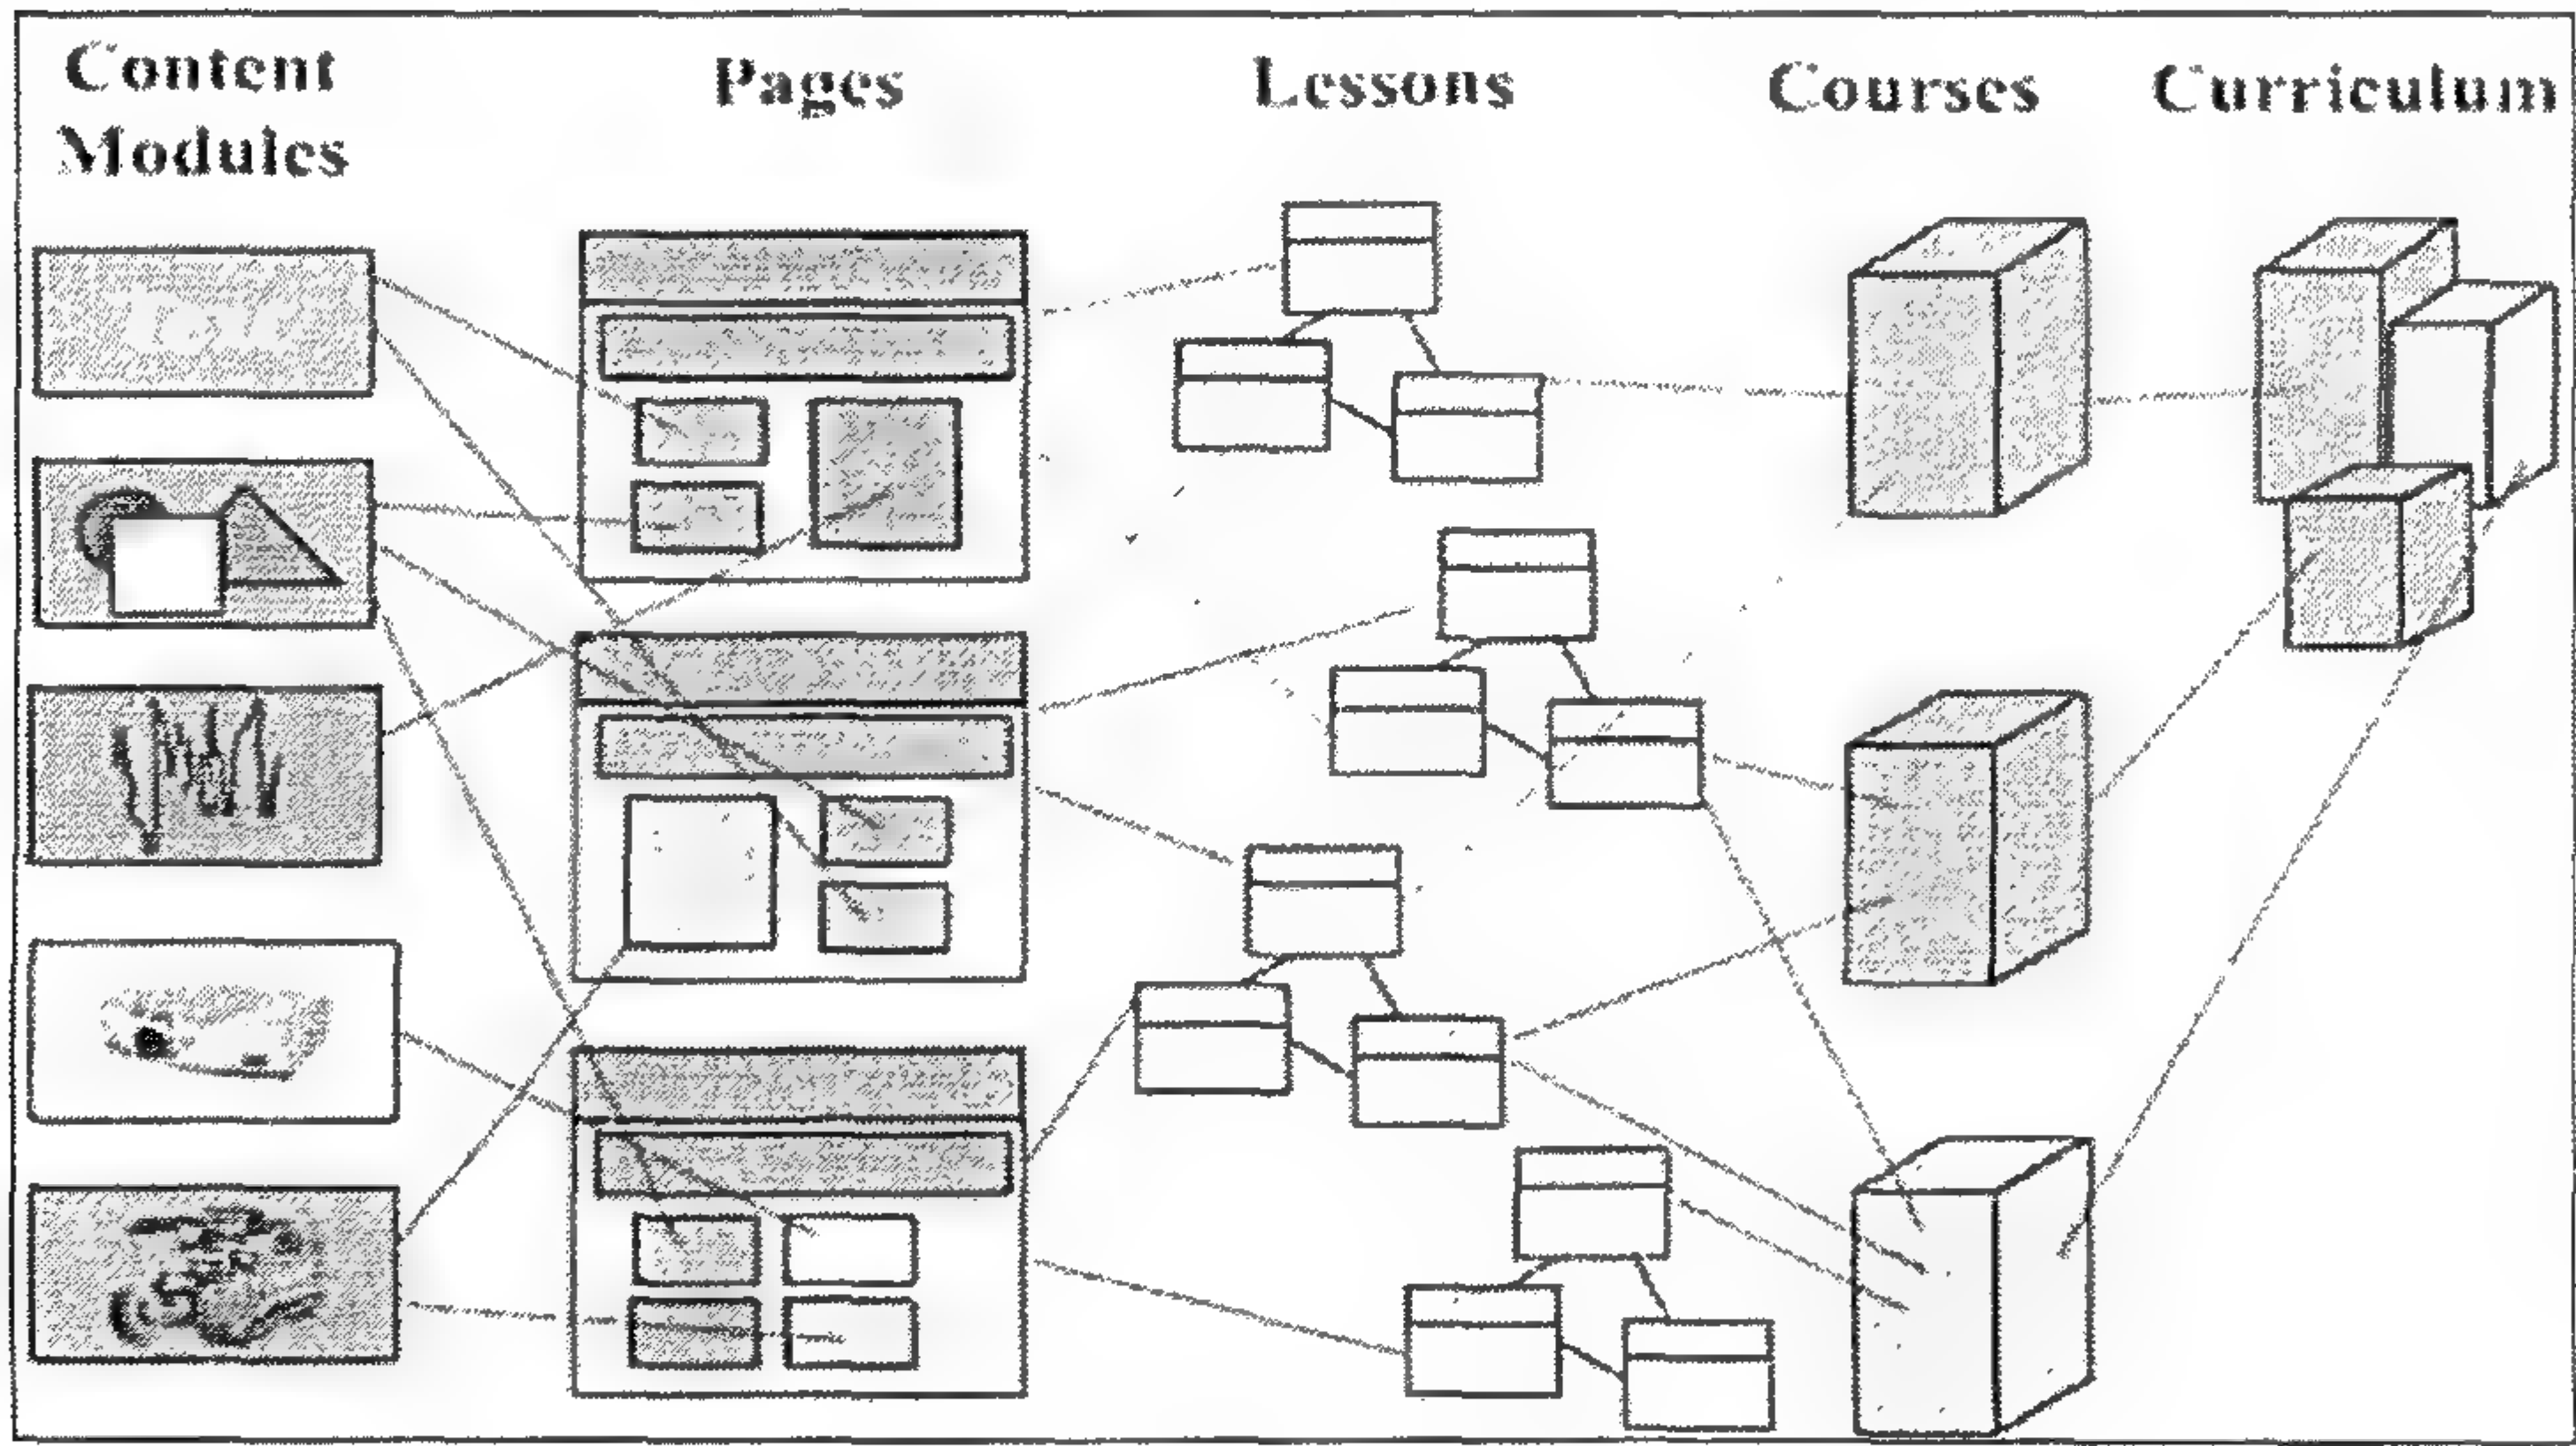 Content
Modules
Pages
Lessons
Courses
Curriculum